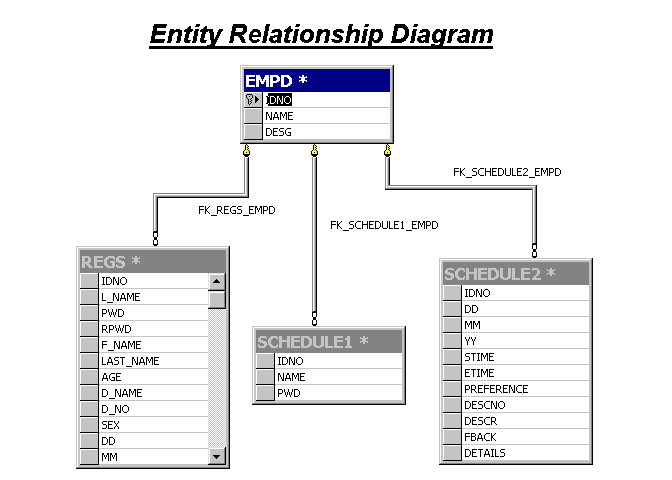 Entity Relationship Diagram
EMPD *
IDNO
NAME
DESG
FK_REGS_EMPD
FK_SCHEDULE1_EMPD
FK_SCHEDULE2_EMPD
REGS *
IDNO
L_NAME
PWD
RPWD
F_NAME
LAST_NAME
AGE
D_NAME
D_NO
SEX
DD
MM
SCHEDULE1 *
IDNO
NAME
PWD
SCHEDULE2 *
IDNO
DD
MM
YY
STIME
ETIME
PREFERENCE
DESCNO
DESCR
FBACK
DETAILS